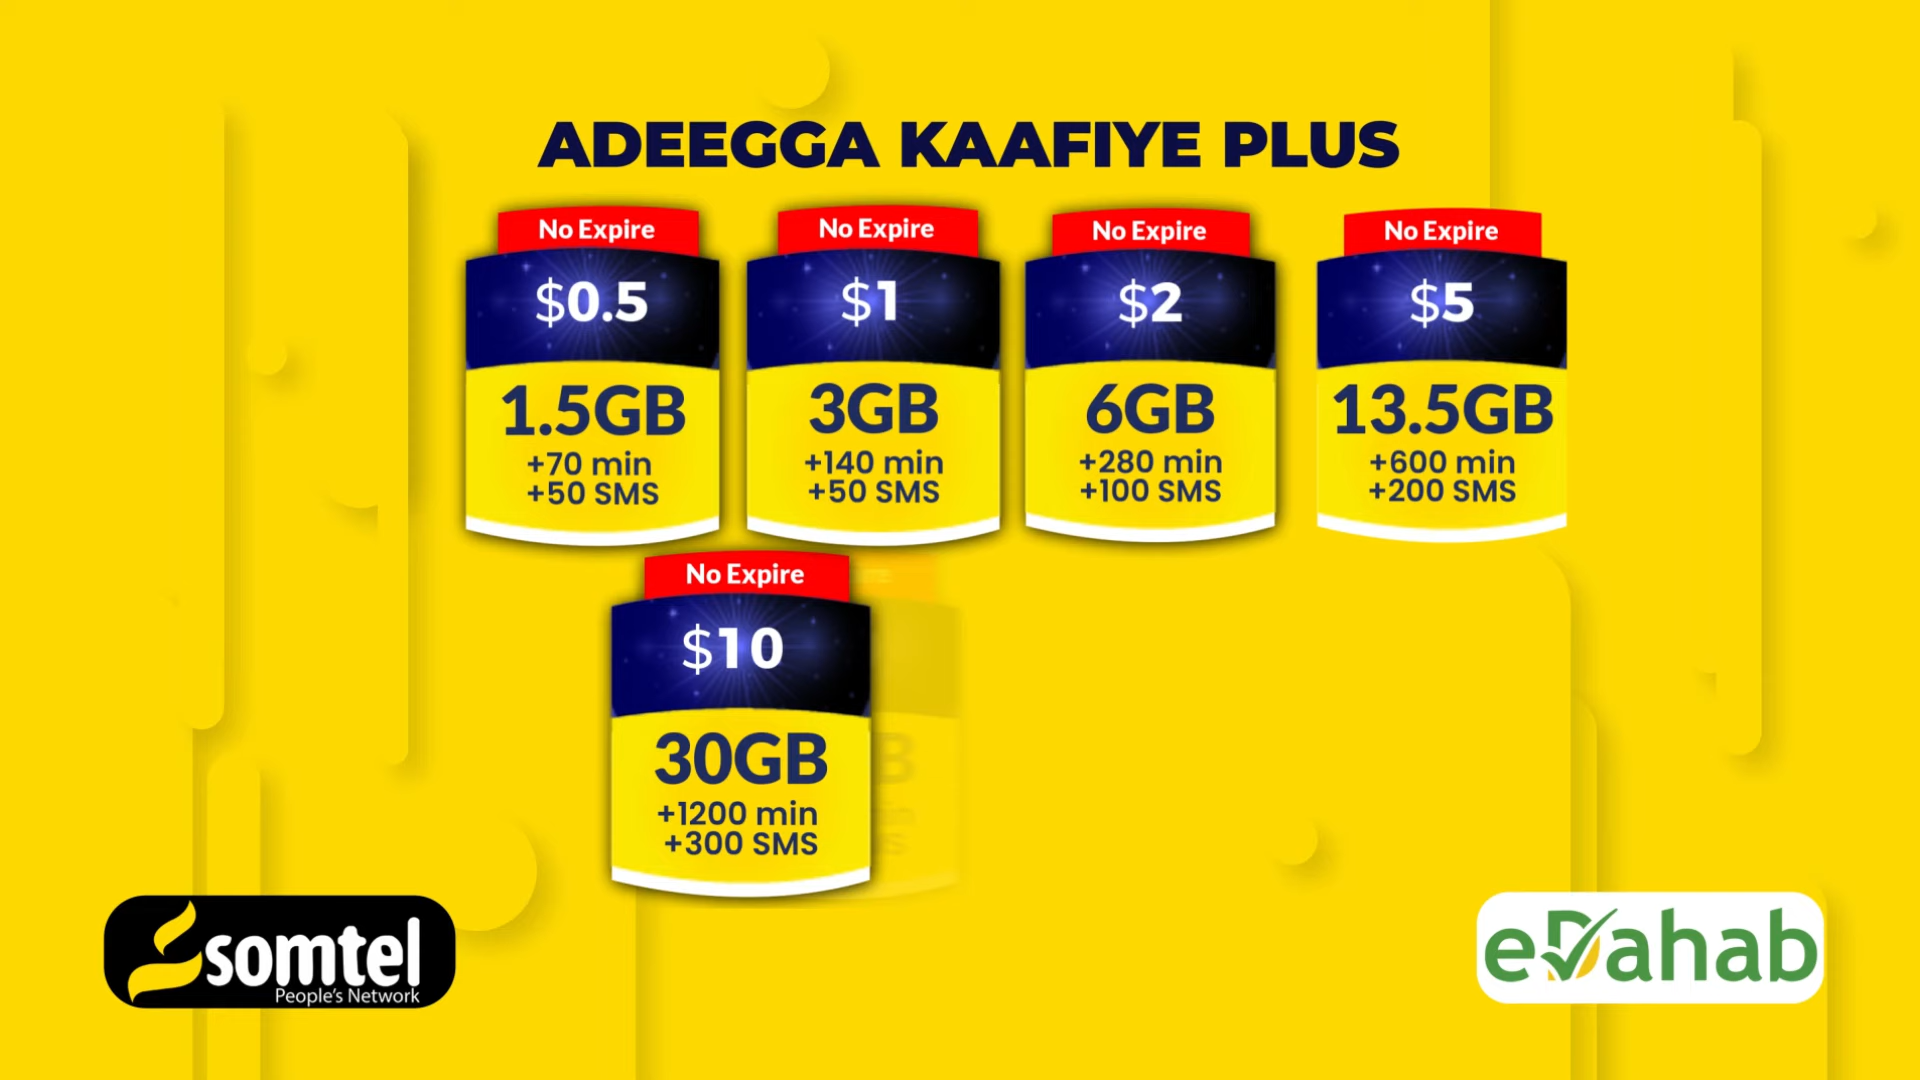 ADEEGGA KAAFIYE PLUS
No Expire
$0.5
1.5GB
+70 min
+50 SMS
No Expire
$1
3GB
+140 min
+50 SMS
No Expire
$2
6GB
+280 min
+100 SMS
No Expire
$5
13.5GB
+600 min
+200 SMS
No Expire
$10
30GB
+1200 min
+300 SMS
somtel
People's Network
eDahab